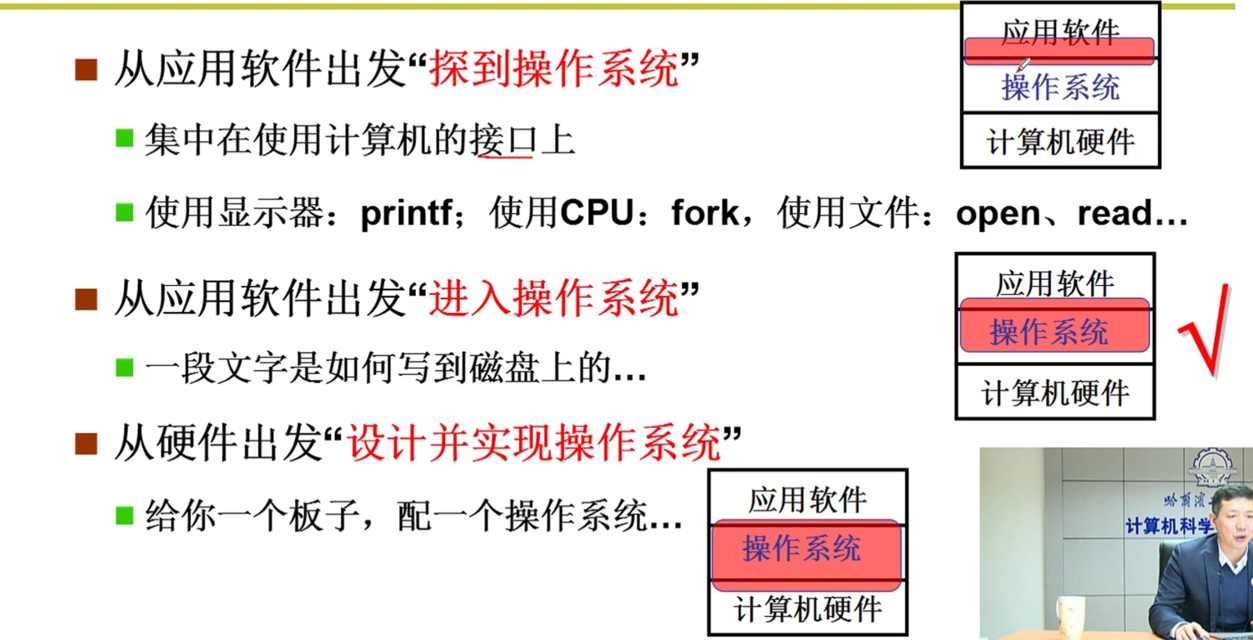 应用软件
操作系统
计算机硬件
从应用软件出发“探到操作系统”
集中在使用计算机的接口上
使用显示器：printf；使用CPU：fork，使用文件：open、read…
从应用软件出发“进入操作系统”
一段文字是如何写到磁盘上的…
应用软件
操作系统
计算机硬件
从硬件出发“设计并实现操作系统”
给你一个板子，配一个操作系统…
应用软件
操作系统
计算机硬件
哈尔滨
计算机科学